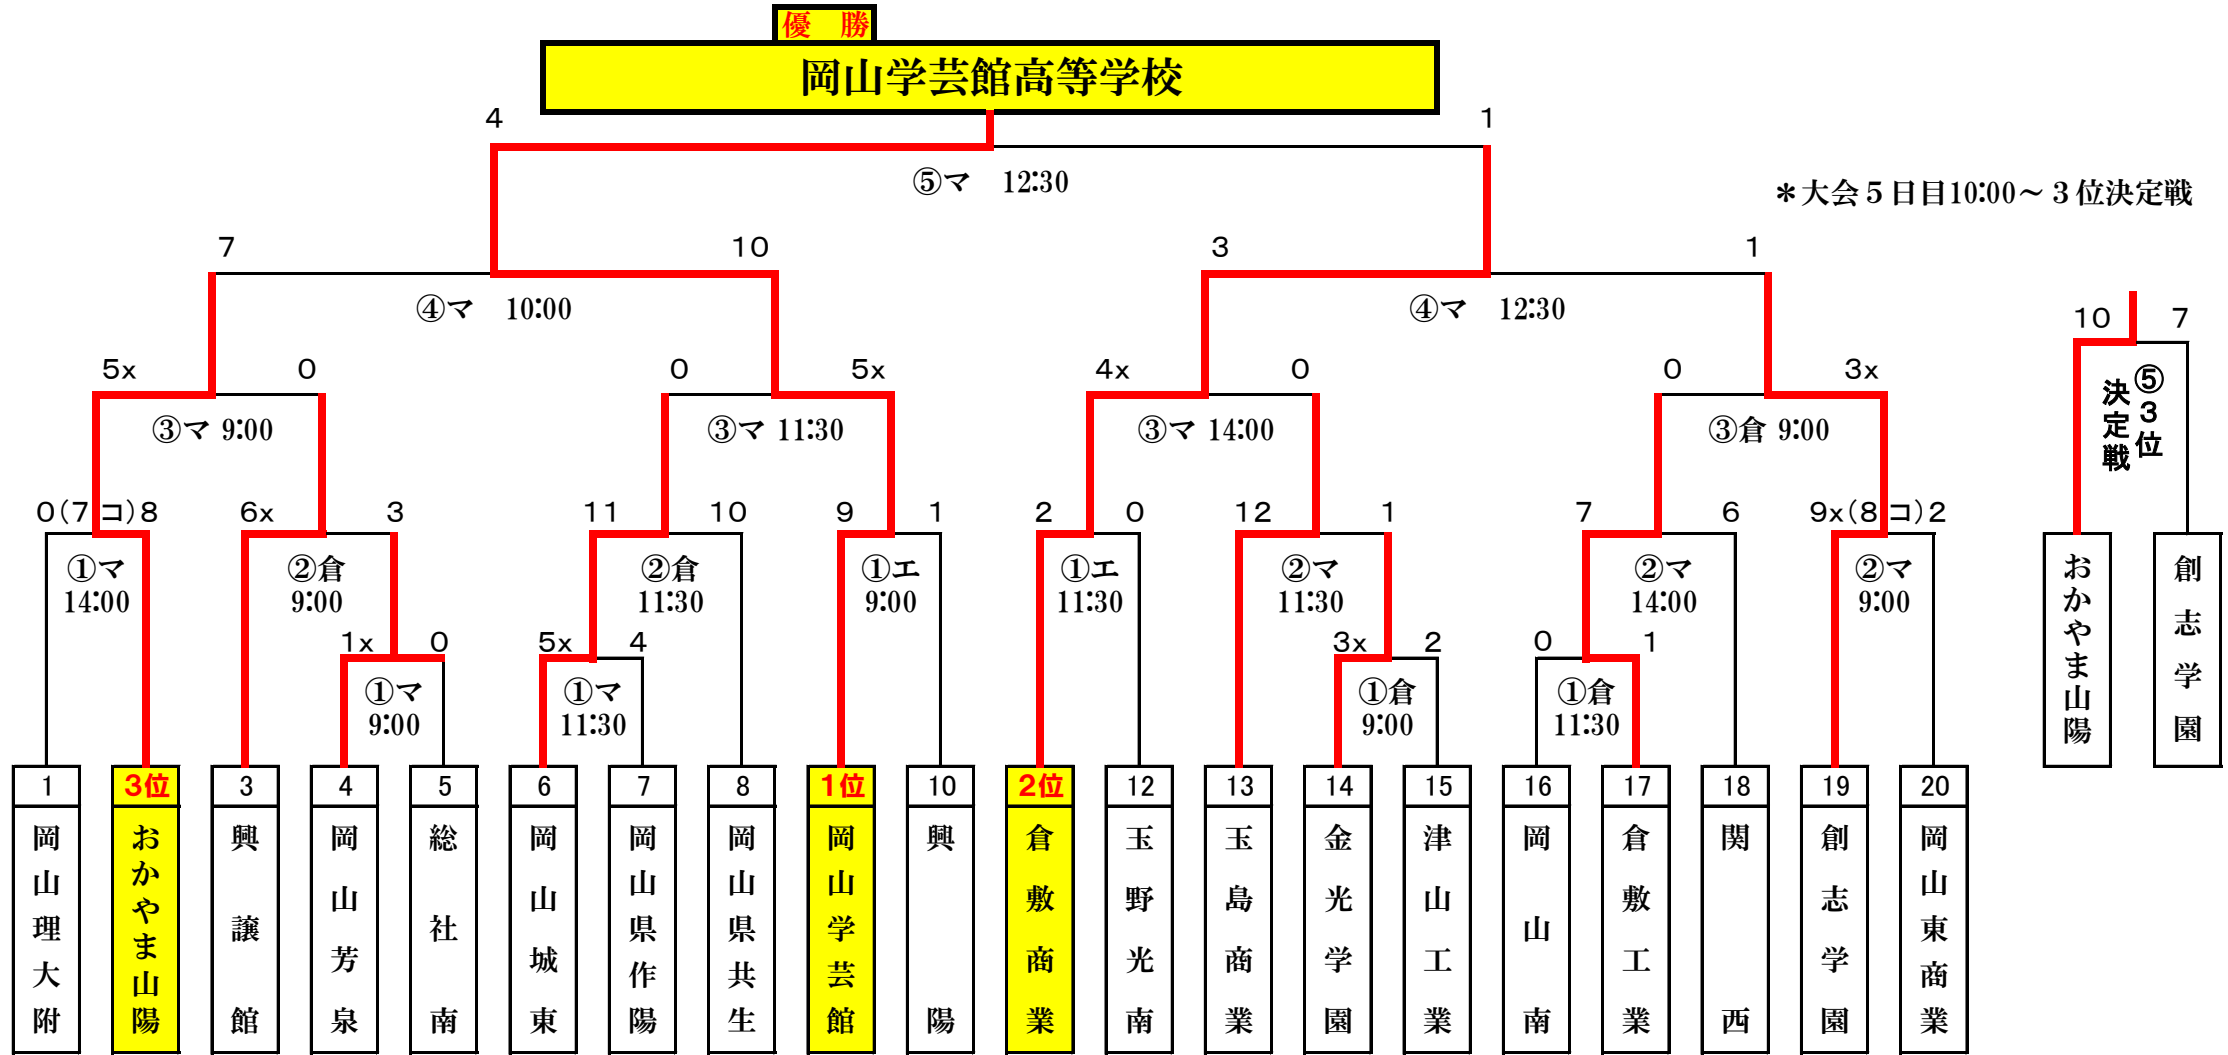 優　勝
岡山学芸館高等学校
4 1
⑤マ　12:30
＊大会５日目10:00～３位決定戦
7 10 3 1
④マ　10:00 ④マ　12:30
10 7
⑤３位決定戦
5x 0 0 5x 4x 0 0 3x
③マ 9:00 ③マ 11:30 ③マ 14:00 ③倉 9:00
0(7コ)8 6x 3 11 10 9 1 2 0 12 1 7 6 9x(8コ)2
①マ ②倉 ②倉 ①エ ①エ ②マ ②マ ②マ
14:00 9:00 11:30 9:00 11:30 11:30 14:00 9:00
1x 0 5x 4 3x 2 0 1
①マ ①マ ①倉 ①倉
9:00 11:30 9:00 11:30
おかやま山陽
創志学園
1 3位 3 4 5 6 7 8 1位 10 2位 12 13 14 15 16 17 18 19 20
岡山理大附
おかやま山陽
興譲館
岡山芳泉
総社南
岡山城東
岡山県作陽
岡山県共生
岡山学芸館
興陽
倉敷商業
玉野光南
玉島商業
金光学園
津山工業
岡山南
倉敷工業
関西
創志学園
岡山東商業